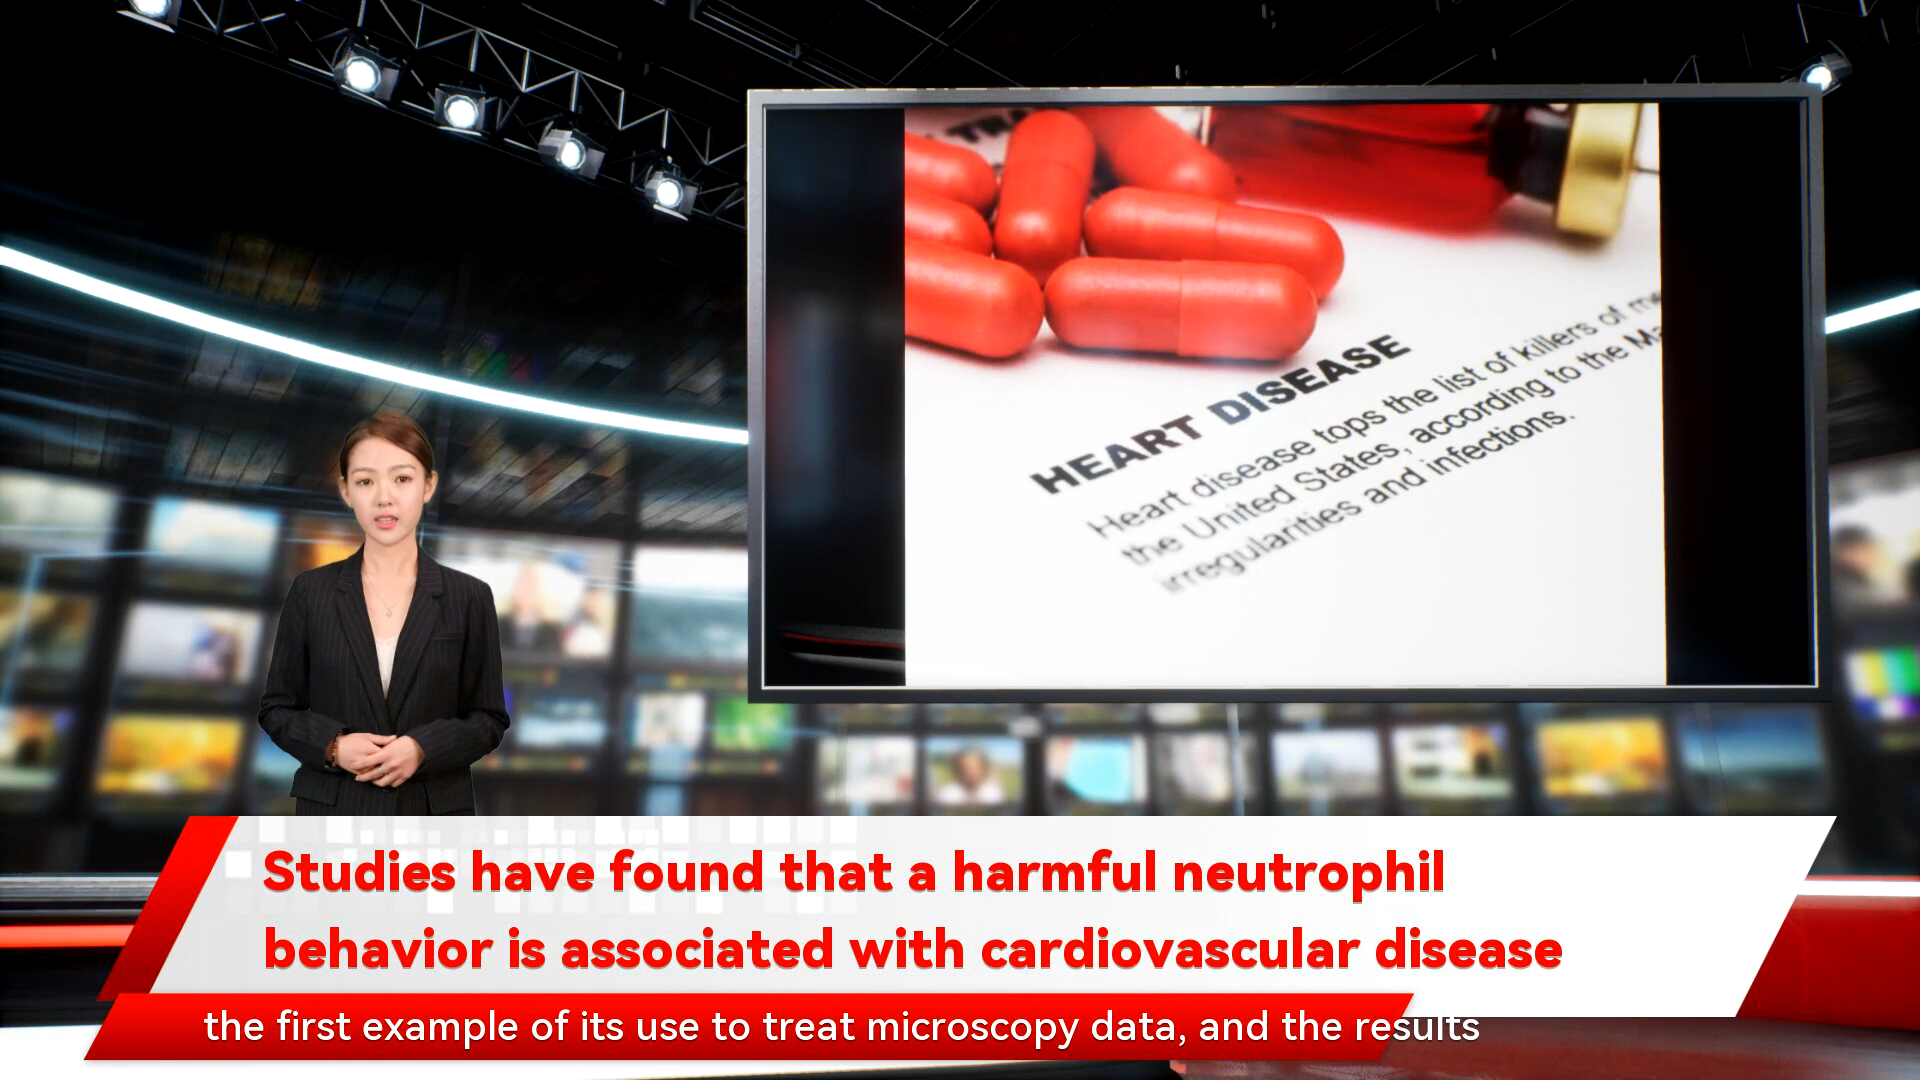 HEART DISEASE
Heart disease tops the list of killers of
the United States, according to the
irregularities and infections.
Studies have found that a harmful neutrophil
behavior is associated with cardiovascular disease
the first example of its use to treat microscopy data, and the results